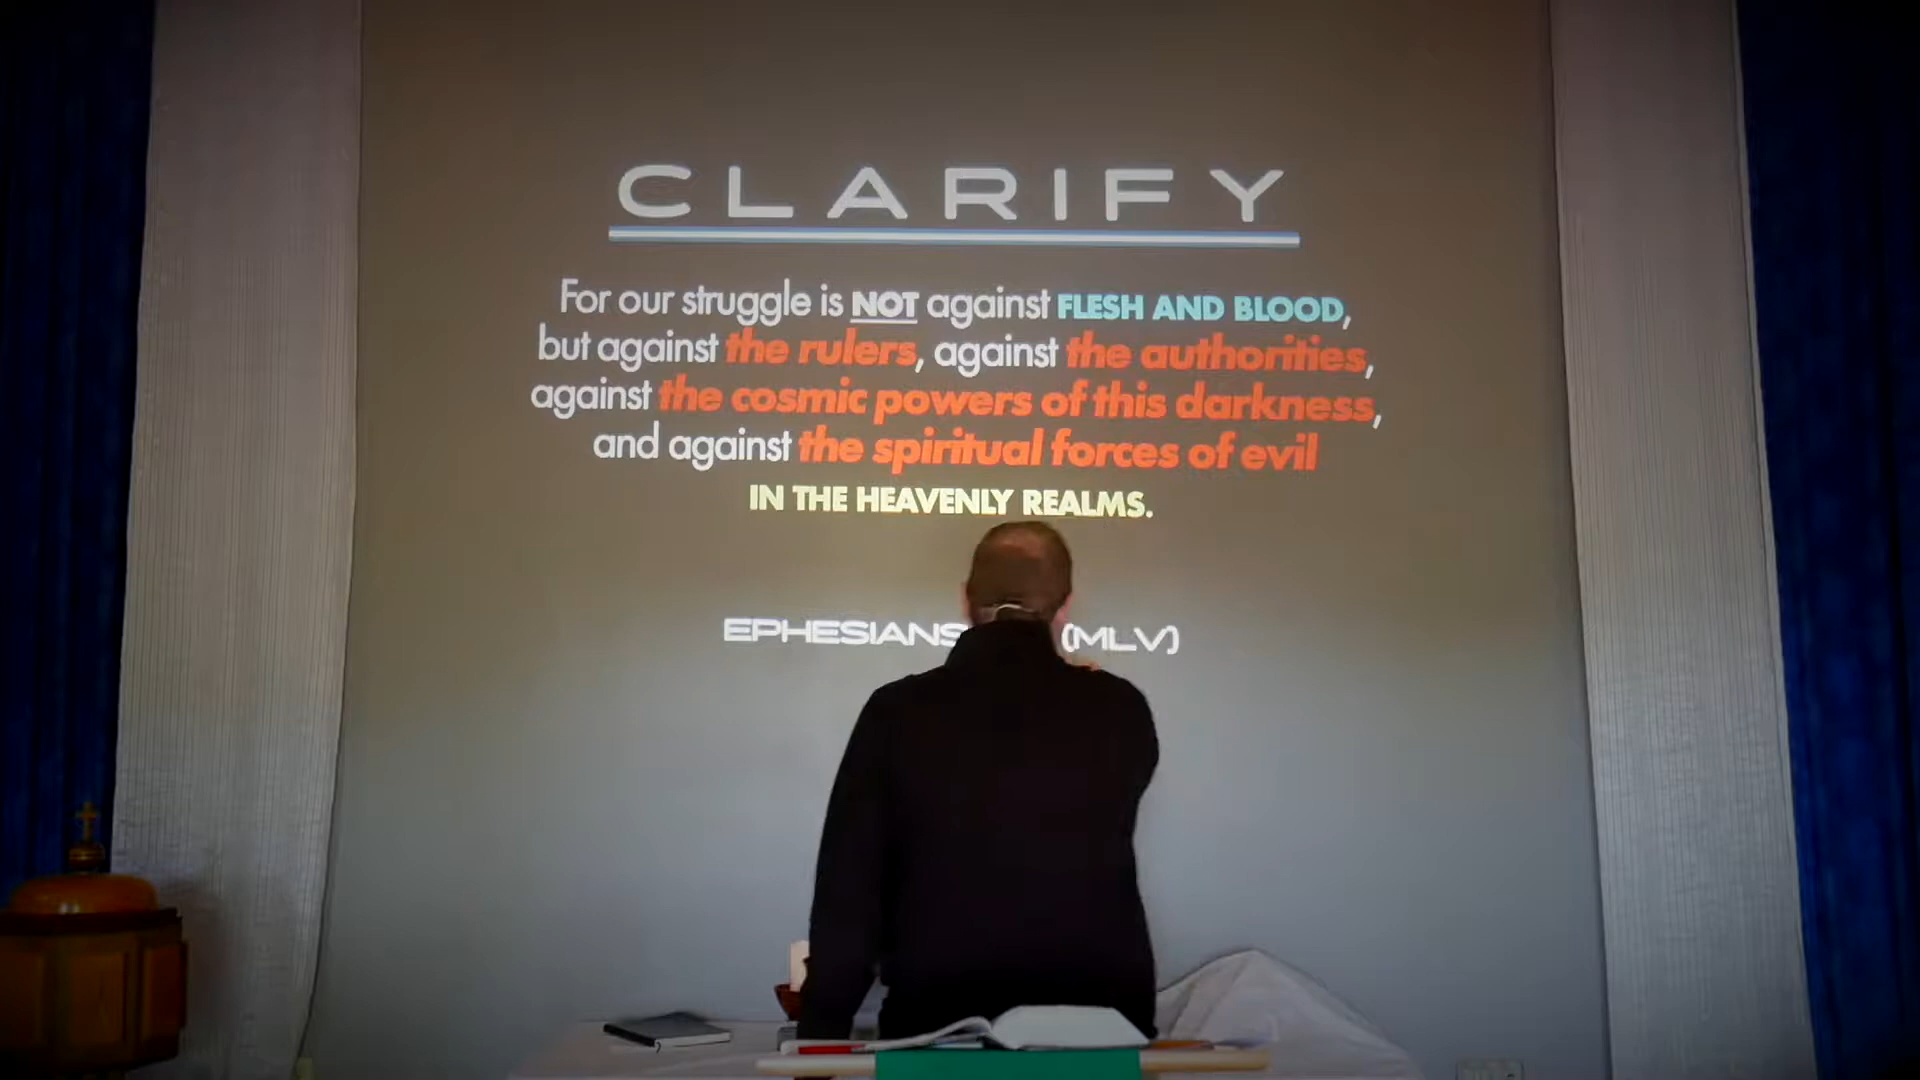 CLARIFY
For our struggle is NOT against FLESH AND BLOOD,
but against the rulers, against the authorities,
against the cosmic powers of this darkness,
and against the spiritual forces of evil
IN THE HEAVENLY REALMS.
EPHESIANS (MLV)